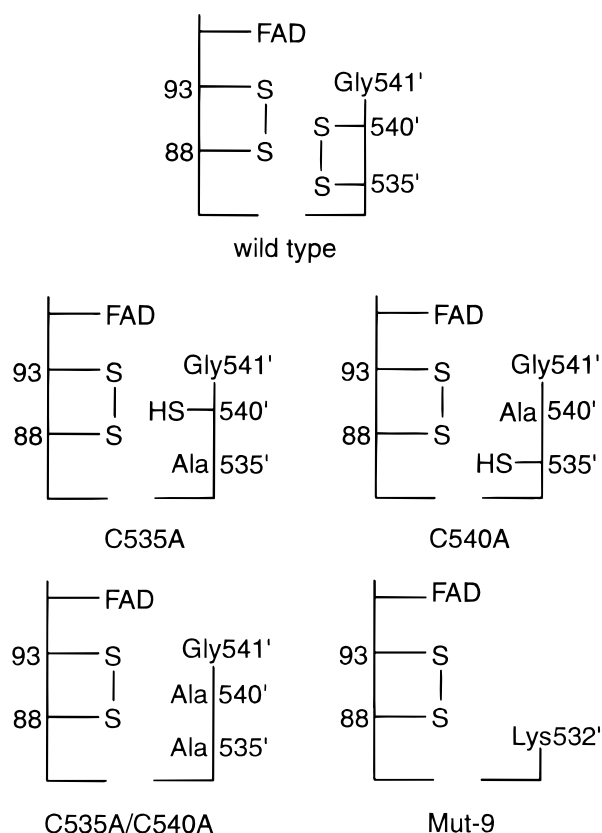 FAD
93 S Gly541'
S 540'
88 S
S 535'
wild type
FAD FAD
93 S Gly541' 93 S Gly541'
HS 540' Ala 540'
88 S 88 S
Ala 535' HS 535'
C535A C540A
FAD FAD
93 S Gly541' 93 S
Ala 540'
88 S 88 S
Ala 535' Lys532'
C535A/C540A Mut-9